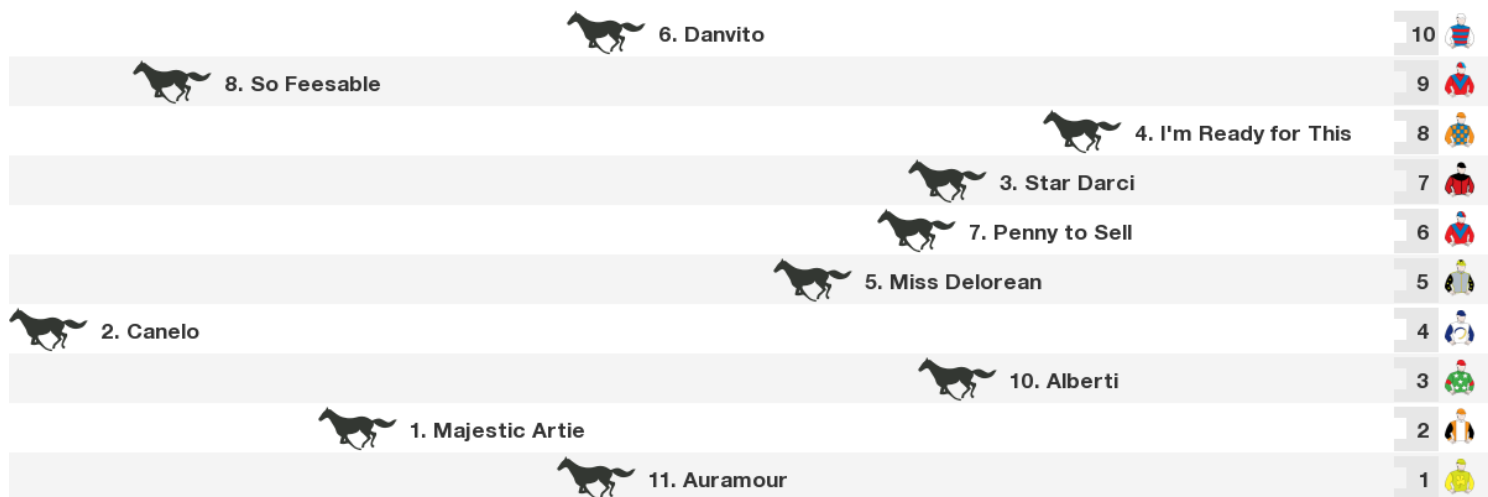 6. Danvito 10
8. So Feesable 9
4. I'm Ready for This 8
3. Star Darci 7
7. Penny to Sell 6
5. Miss Delorean 5
2. Canelo 4
10. Alberti 3
1. Majestic Artie 2
11. Auramour 1